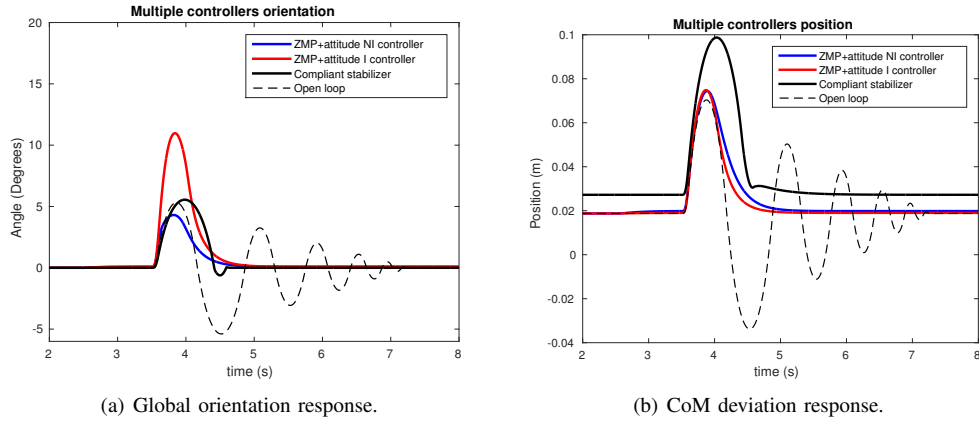 Multiple controllers orientation
20
15
10
5
0
-5
2 3 4 5 6 7 8
Angle (Degrees)
time (s)
ZMP+attitude NI controller
ZMP+attitude I controller
Compliant stabilizer
Open loop
(a) Global orientation response.
Multiple controllers position
0.1
0.08
0.06
0.04
0.02
0
-0.02
-0.04
2 3 4 5 6 7 8
Position (m)
time (s)
ZMP+attitude NI controller
ZMP+attitude I controller
Compliant stabilizer
Open loop
(b) CoM deviation response.